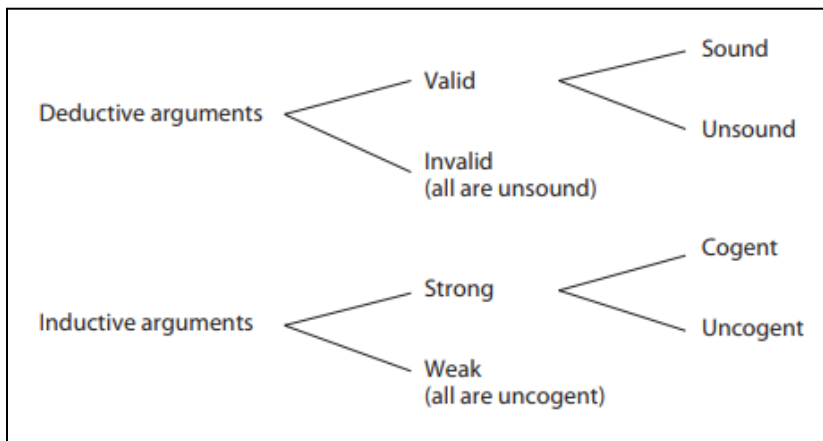 Sound
Valid
Deductive arguments
Unsound
Invalid
(all are unsound)
Cogent
Strong
Inductive arguments
Uncogent
Weak
(all are uncogent)